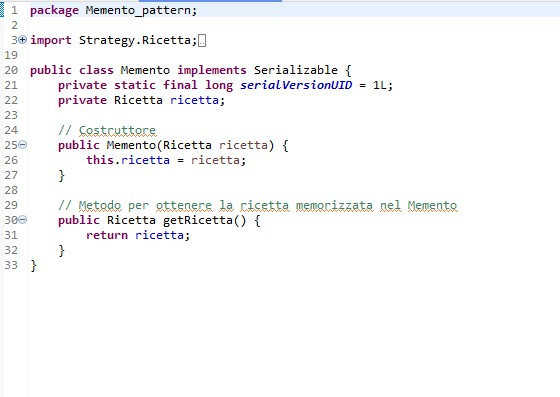 1 package Memento_pattern;
2
3 import Strategy.Ricetta;
19
20 public class Memento implements Serializable {
21     private static final long serialVersionUID = 1L;
22     private Ricetta ricetta;
23
24     // Costruttore
25     public Memento(Ricetta ricetta) {
26         this.ricetta = ricetta;
27     }
28
29     // Metodo per ottenere la ricetta memorizzata nel Memento
30     public Ricetta getRicetta() {
31         return ricetta;
32     }
33 }